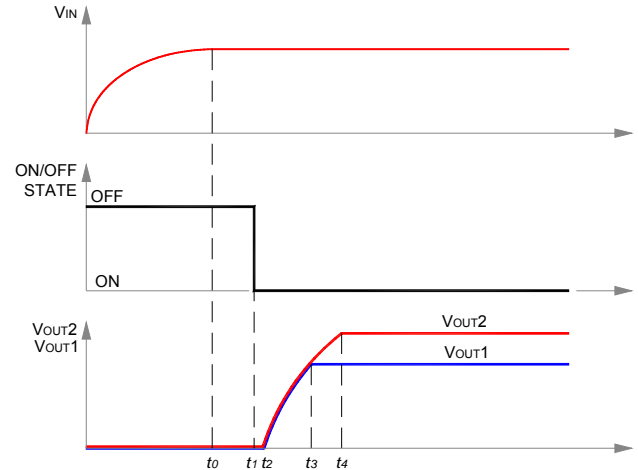 VIN
ON/OFF
STATE
OFF
ON
VOUT2
VOUT1
VOUT2
VOUT1
t0
t1
t2
t3
t4